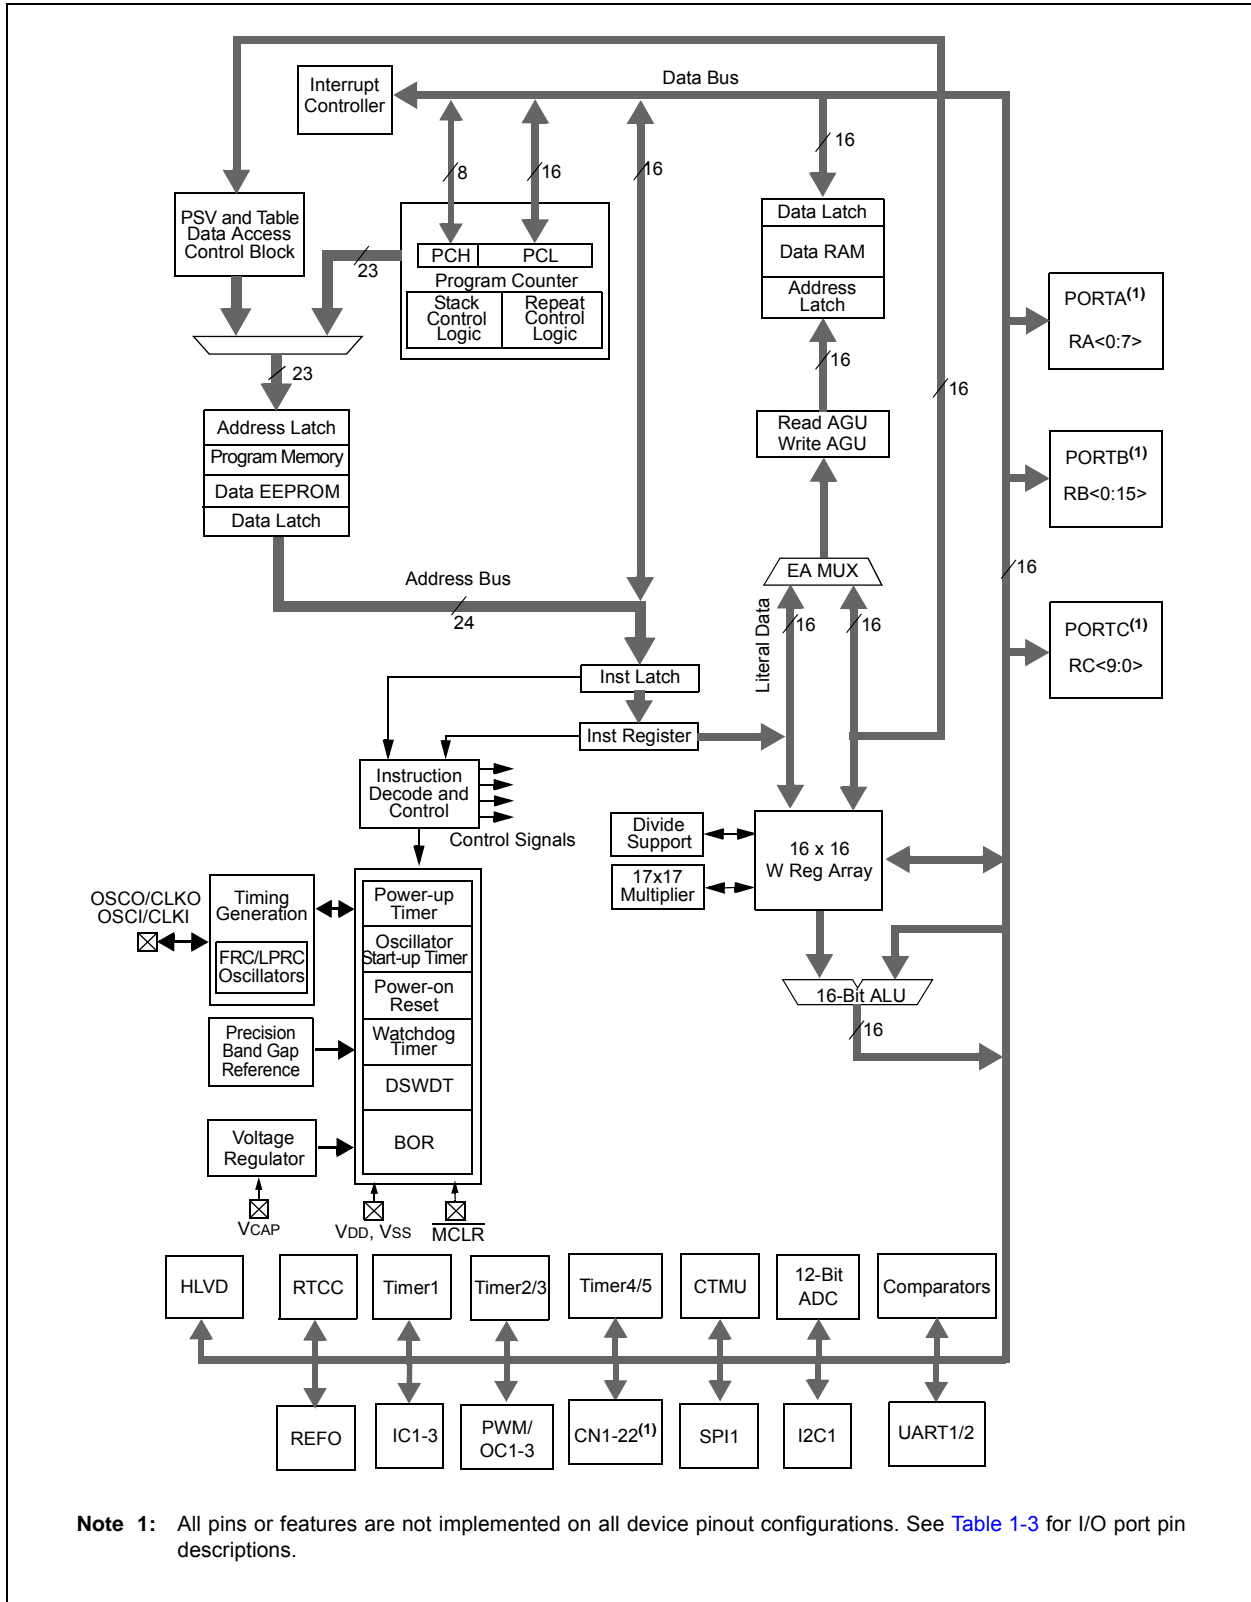 Data Bus
Interrupt
Controller
16
8
16
16
PSV and Table
Data Access
Control Block
23
PCH
PCL
Program Counter
Stack
Control
Logic
Repeat
Control
Logic
Data Latch
Data RAM
Address
Latch
PORTA(1)
RA<0:7>
23
16
16
Address Latch
Program Memory
Data EEPROM
Data Latch
Read AGU
Write AGU
PORTB(1)
RB<0:15>
Address Bus
24
EA MUX
16
Literal Data
16
16
PORTC(1)
RC<9:0>
Inst Latch
Inst Register
Instruction
Decode and
Control
Control Signals
Divide
Support
17x17
Multiplier
16 x 16
W Reg Array
OSCO/CLKO
OSCI/CLKI
Timing
Generation
FRC/LPRC
Oscillators
Power-up
Timer
Oscillator
Start-up Timer
Power-on
Reset
Watchdog
Timer
DSWDT
BOR
16-Bit ALU
16
Precision
Band Gap
Reference
Voltage
Regulator
VCAP
VDD, VSS
MCLR
HLVD
RTCC
Timer1
Timer2/3
Timer4/5
CTMU
12-Bit
ADC
Comparators
REFO
IC1-3
PWM/
OC1-3
CN1-22(1)
SPI1
I2C1
UART1/2
Note 1: All pins or features are not implemented on all device pinout configurations. See Table 1-3 for I/O port pin
descriptions.